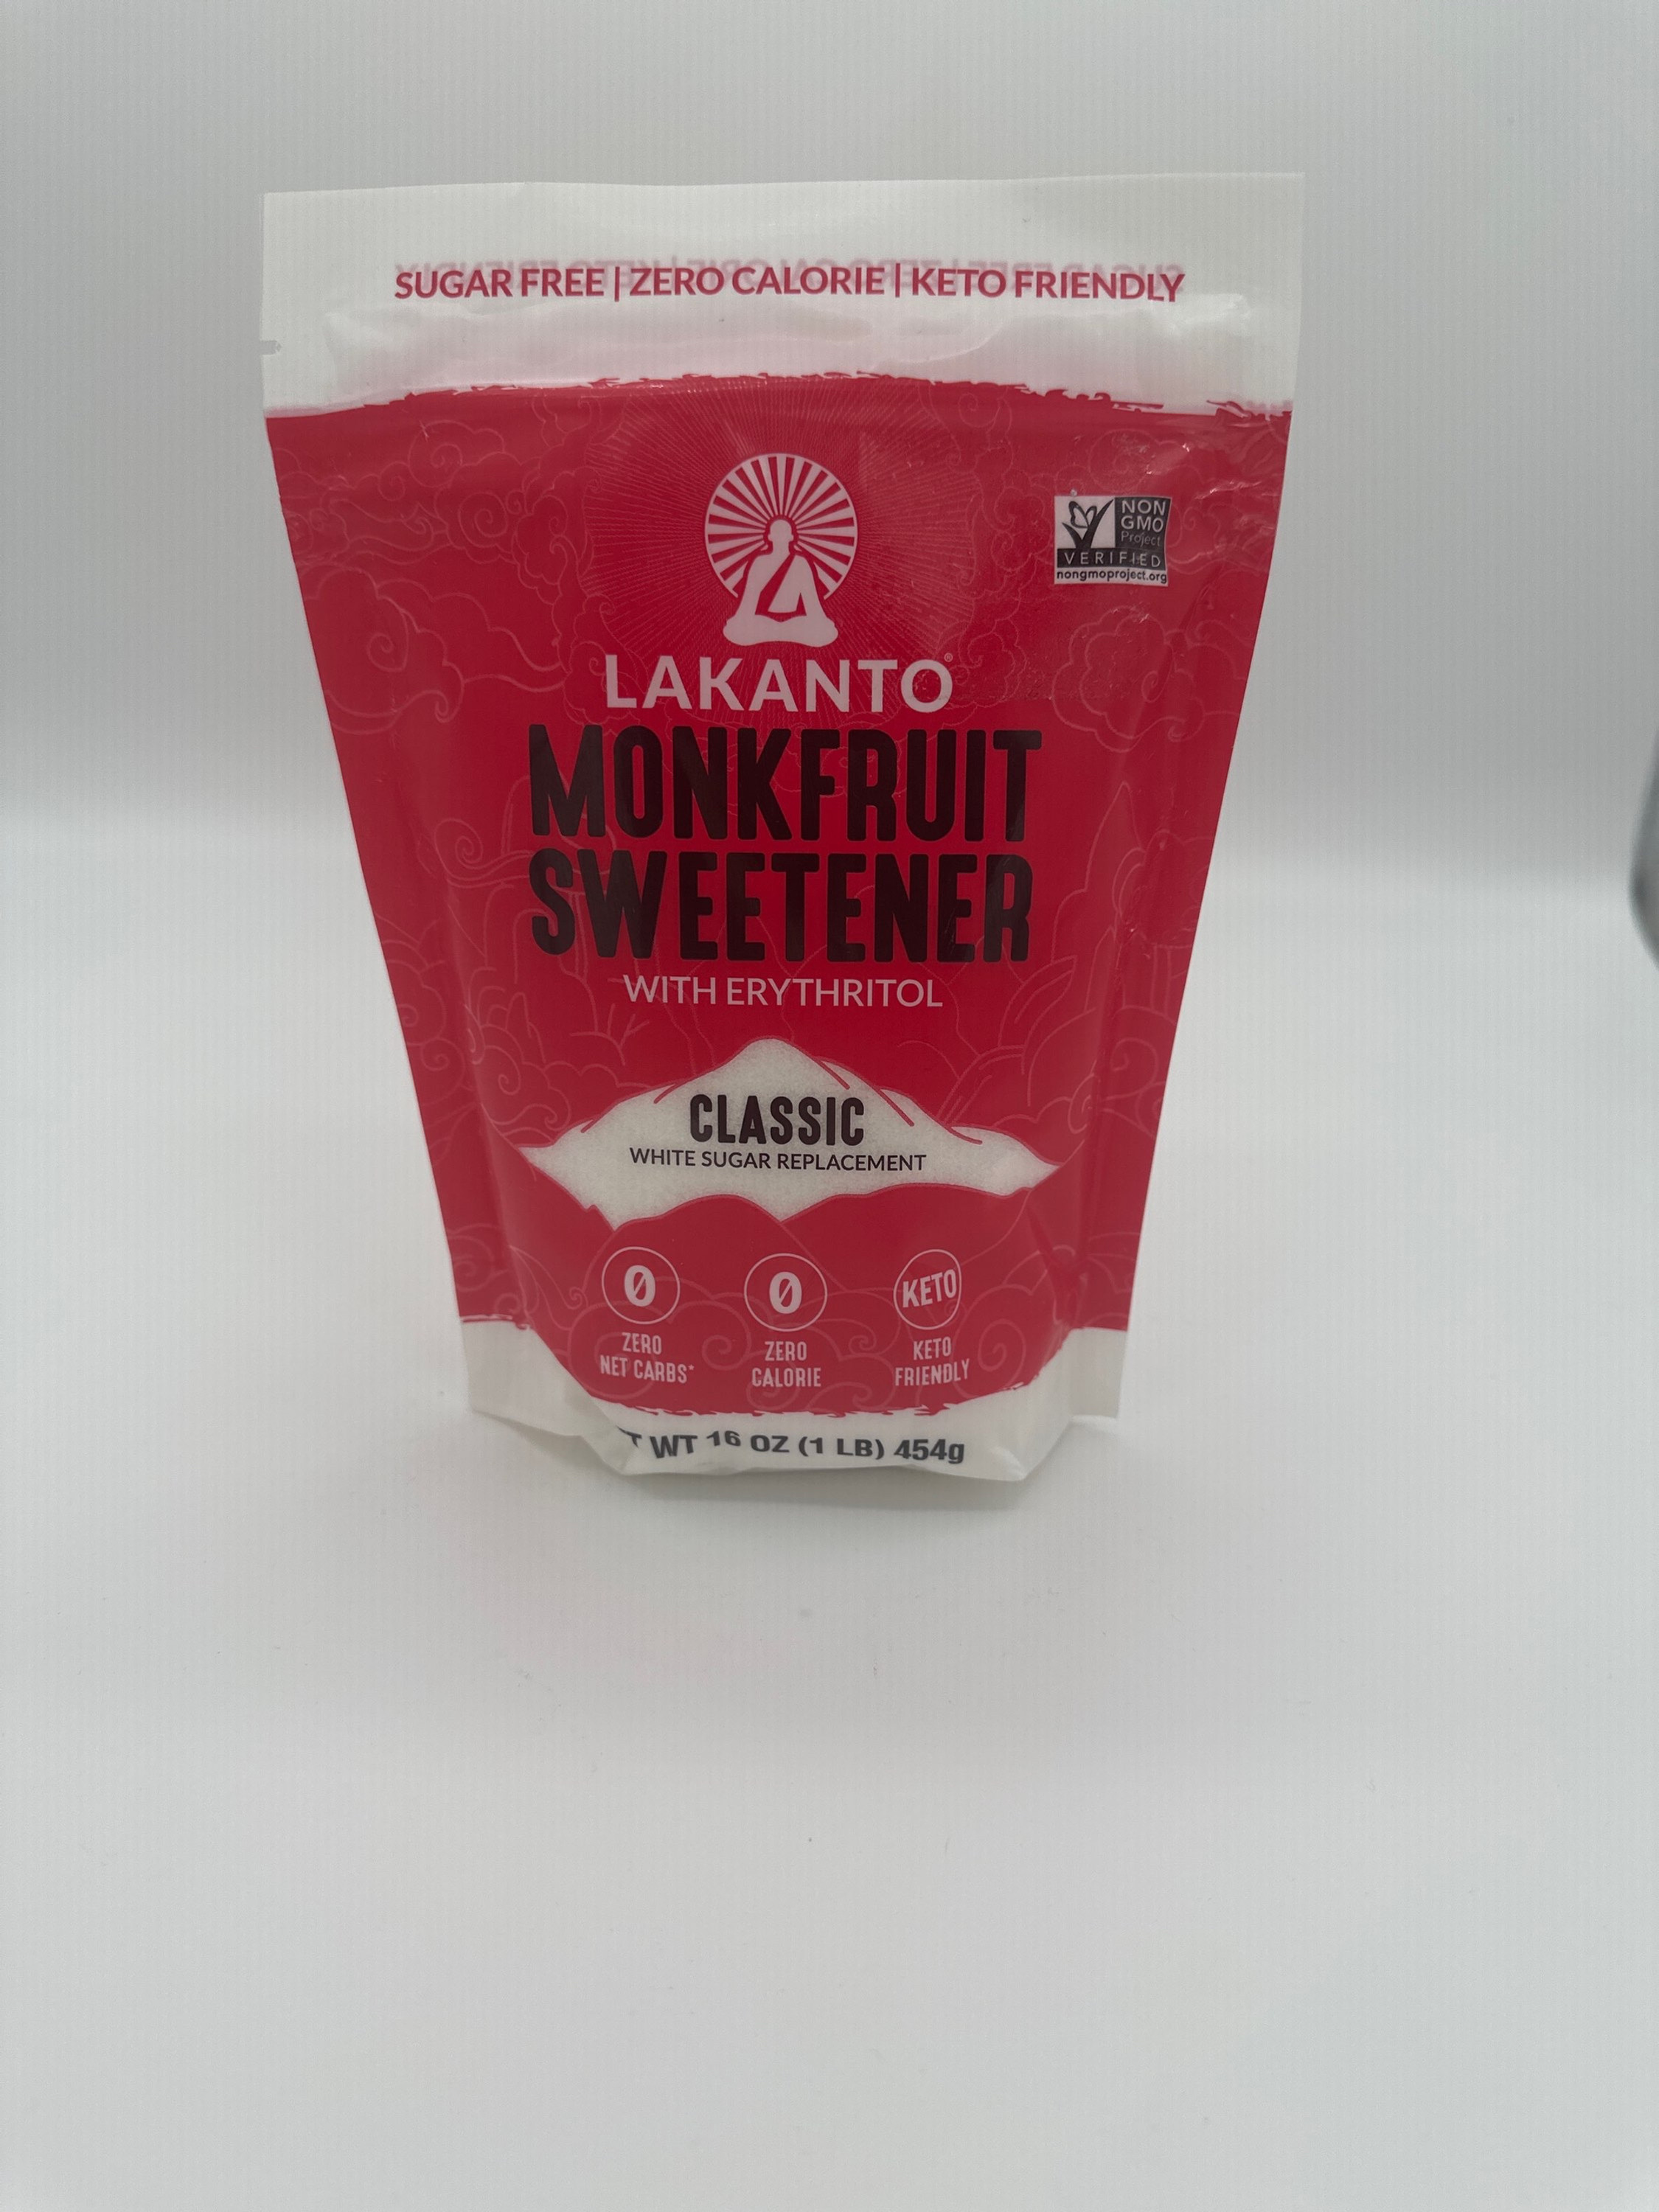 SUGAR FREE | ZERO CALORIE | KETO FRIENDLY
NON
GMO
Project
VERIFIED
nongmoproject.org
LAKANTO®
MONKFRUIT
SWEETENER
WITH ERYTHRITOL
CLASSIC
WHITE SUGAR REPLACEMENT
0
ZERO
NET CARBS*
0
ZERO
CALORIE
KETO
KETO
FRIENDLY
WT 16 OZ (1 LB) 454g